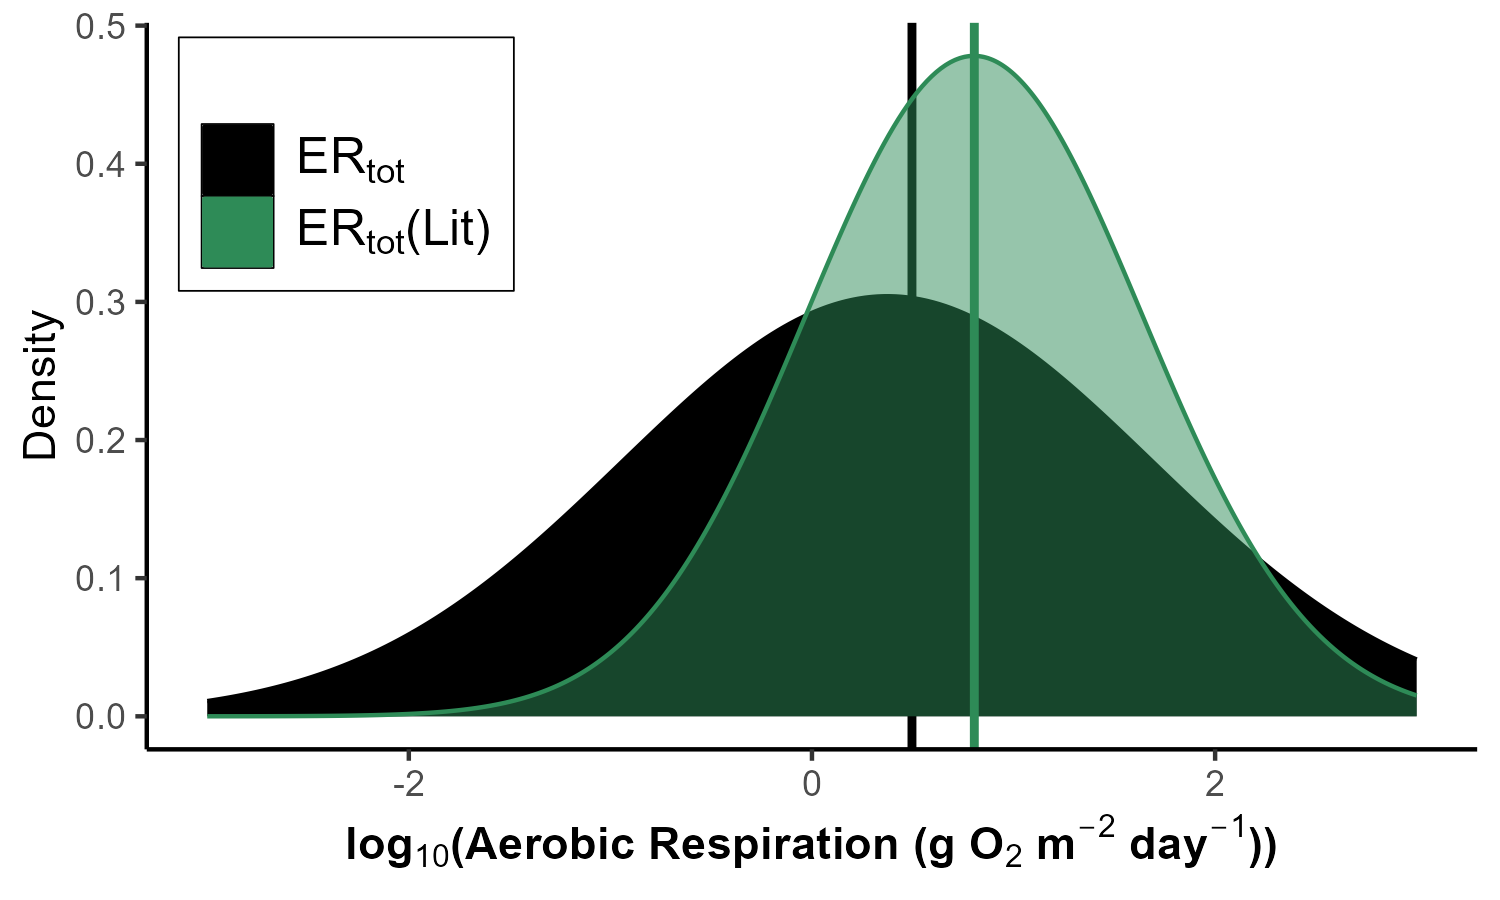 0.5
0.4
0.3
0.2
0.1
0.0
Density
ERtot
ERtot(Lit)
-2
0
2
log10(Aerobic Respiration (g O2 m−2 day−1))